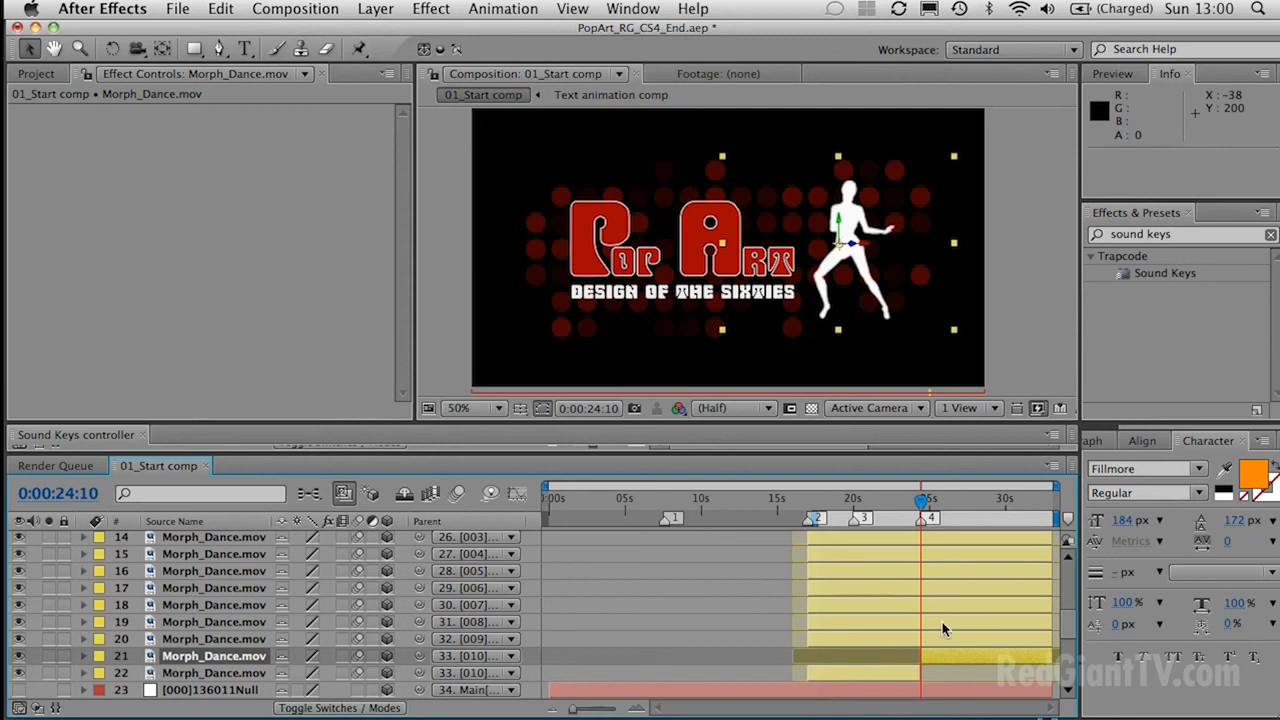 After Effects File Edit Composition Layer Effect Animation View Window Help (Charged) Sun 13:00
PopArt_RG_CS4_End.aep *
Workspace: Standard Search Help
Project Effect Controls: Morph_Dance.mov Composition: 01_Start comp Footage: (none) Preview Info
01_Start comp • Morph_Dance.mov 01_Start comp Text animation comp
R: X: -38
G: Y: 200
B:
A: 0
Effects & Presets
sound keys
Trapcode
Sound Keys
POP ART
DESIGN OF THE SIXTIES
50% 0:00:24:10 (Half) Active Camera 1 View
Sound Keys controller
Render Queue 01_Start comp
raph Align Character
Fillmore
Regular
184 px 172 px
Metrics 0
- px
100% 100%
0 px 0 %
T T TT Tt T T
0:00:24:10
:00s 05s 10s 15s 20s 25s 30s
# Source Name Parent 1 2 3 4
14 Morph_Dance.mov 26. [003]...
15 Morph_Dance.mov 27. [004]...
16 Morph_Dance.mov 28. [005]...
17 Morph_Dance.mov 29. [006]...
18 Morph_Dance.mov 30. [007]...
19 Morph_Dance.mov 31. [008]...
20 Morph_Dance.mov 32. [009]...
21 Morph_Dance.mov 33. [010]...
22 Morph_Dance.mov 33. [010]...
23 [000]136011Null 34. Main[...
Toggle Switches / Modes
RedGiantTV.com